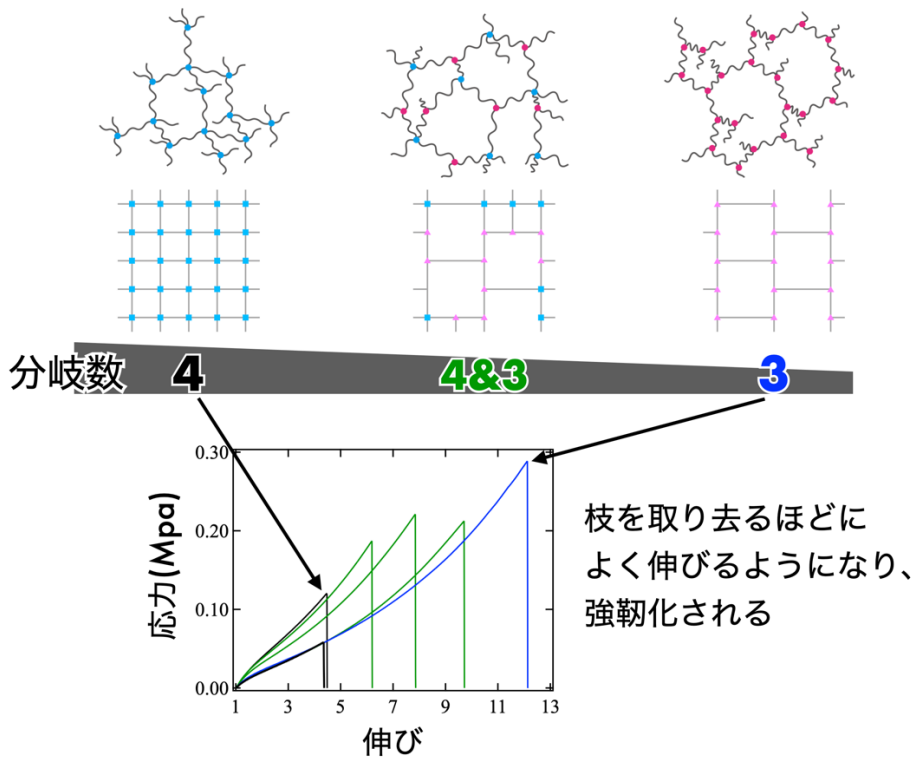 分岐数 4 4&3 3
0.30
0.20
0.10
0.00
応力(Mpa)
1 3 5 7 9 11 13
伸び
枝を取り去るほどに
よく伸びるようになり、
強靭化される